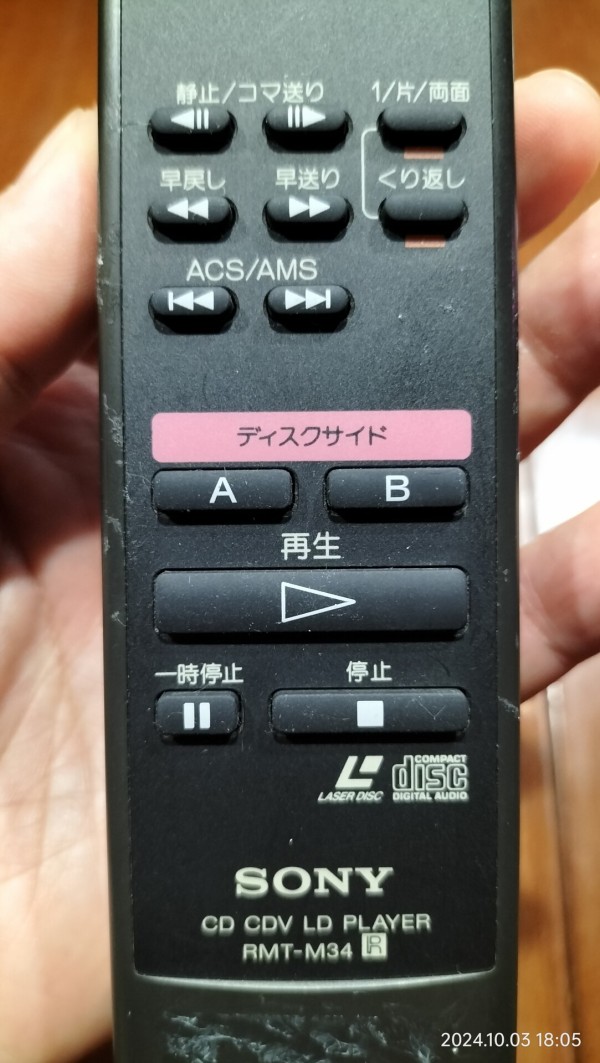 静止/コマ送り 1/片/両面
早戻し 早送り くり返し
ACS/AMS
ディスクサイド
A B
再生
一時停止 停止
LASER DISC COMPACT disc DIGITAL AUDIO
SONY
CD CDV LD PLAYER
RMT-M34 R
2024.10.03 18:05